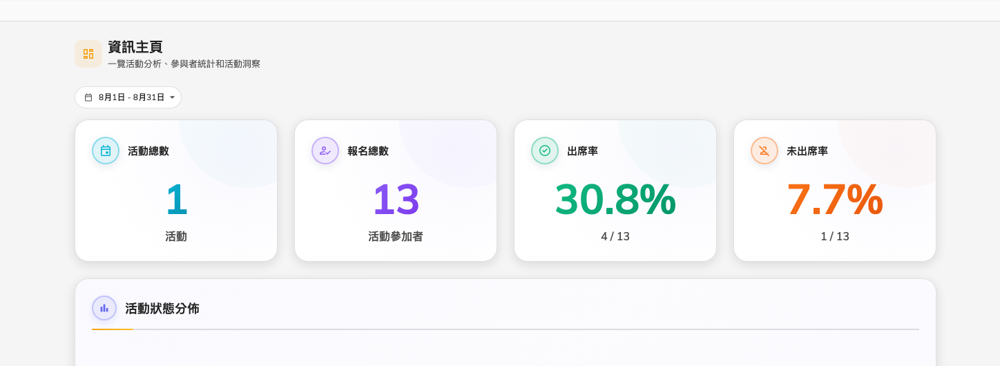 資訊主頁
一覽活動分析、參與者統計和活動洞察
8月1日 - 8月31日
活動總數
1
活動
報名總數
13
活動參加者
出席率
30.8%
4 / 13
未出席率
7.7%
1 / 13
活動狀態分佈